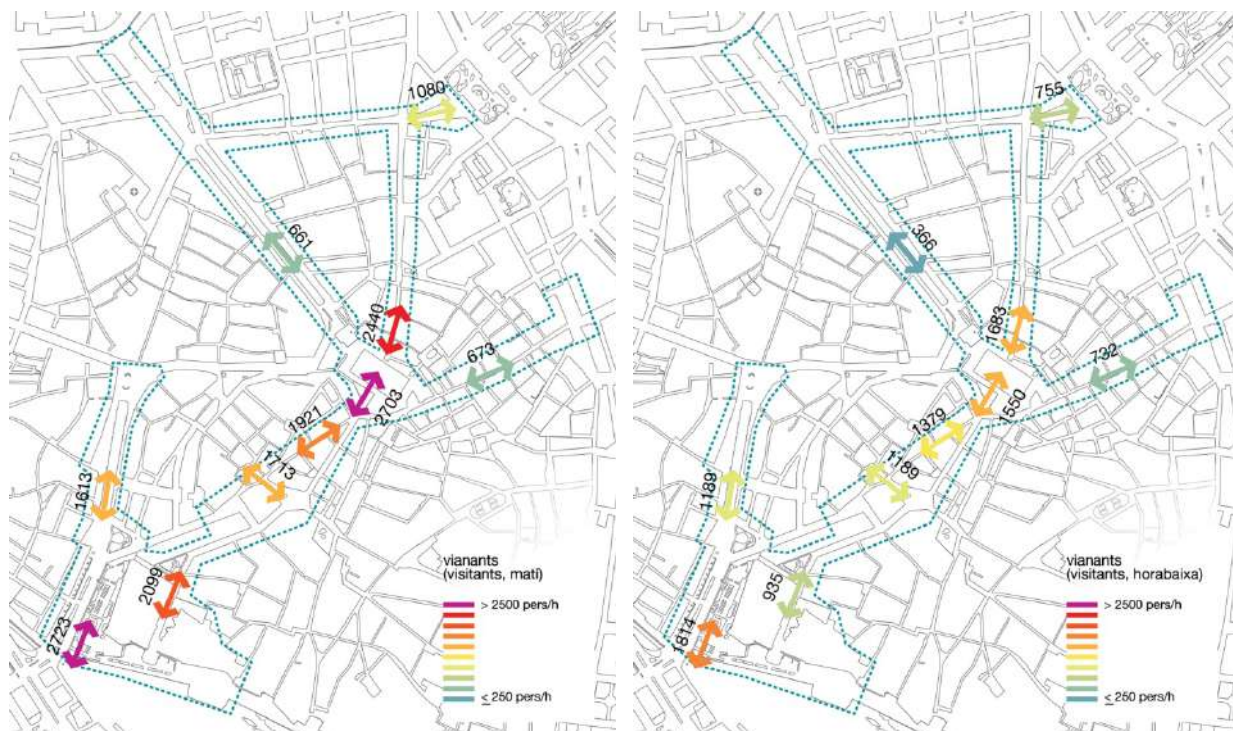 1080
661
2440
673
2703
1921
1713
1613
2099
2723
vianants
(visitants, matí)
> 2500 pers/h
≤ 250 pers/h
755
366
1683
732
1550
1379
1189
1189
935
1814
vianants
(visitants, horabaixa)
> 2500 pers/h
≤ 250 pers/h